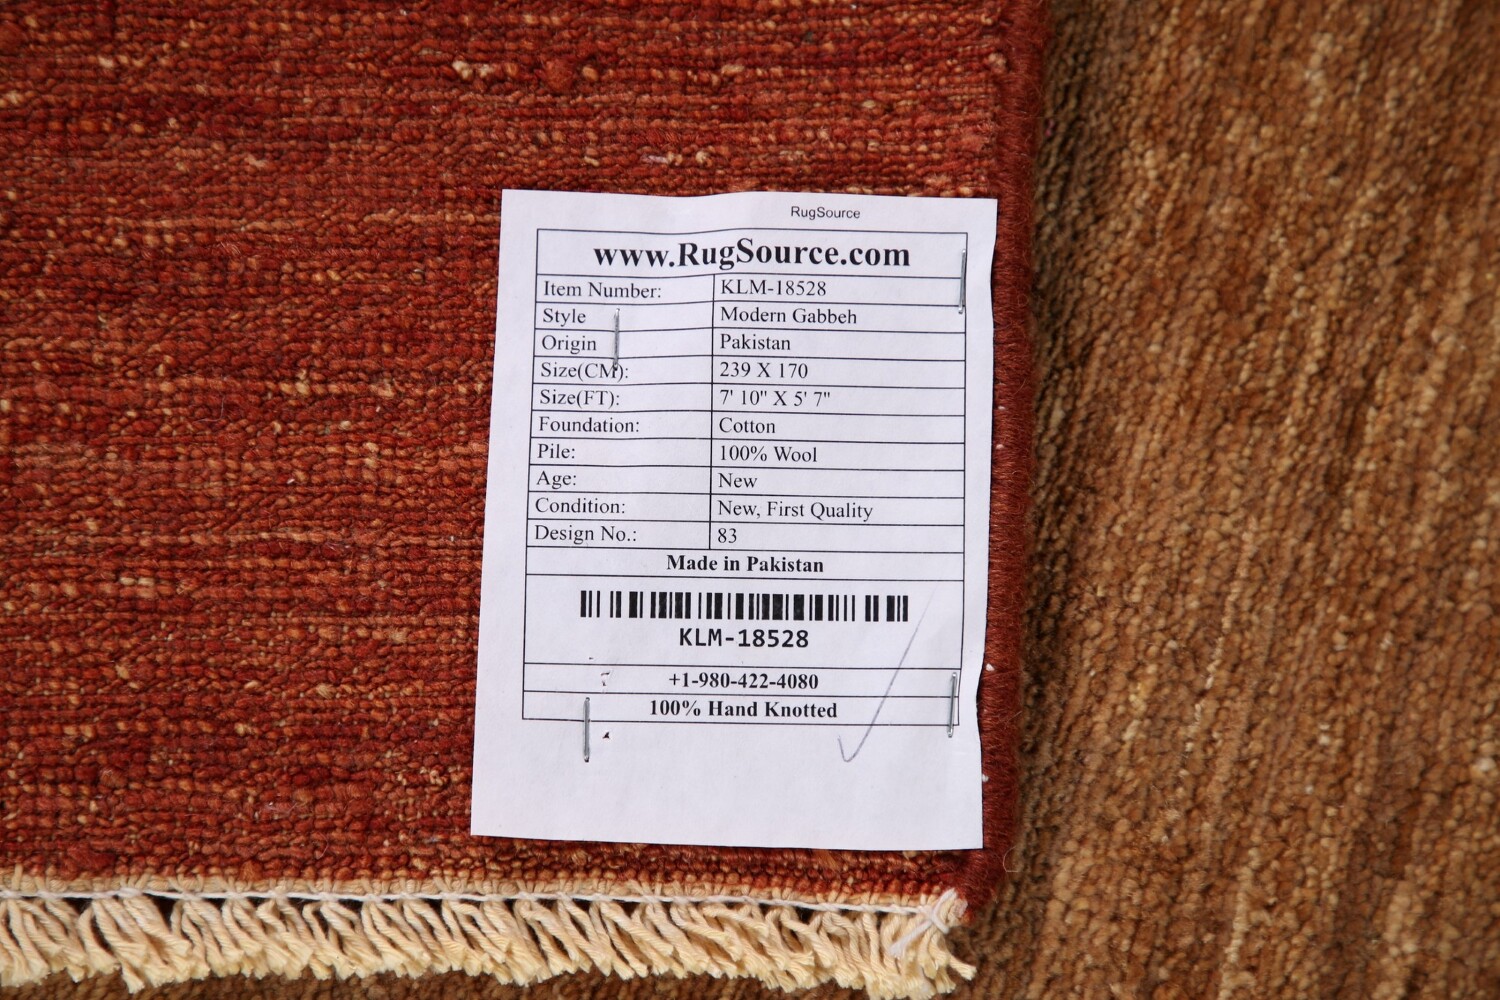 RugSource
www.RugSource.com
Item Number: KLM-18528
Style Modern Gabbeh
Origin Pakistan
Size(CM): 239 X 170
Size(FT): 7' 10" X 5' 7"
Foundation: Cotton
Pile: 100% Wool
Age: New
Condition: New, First Quality
Design No.: 83
Made in Pakistan
KLM-18528
+1-980-422-4080
100% Hand Knotted